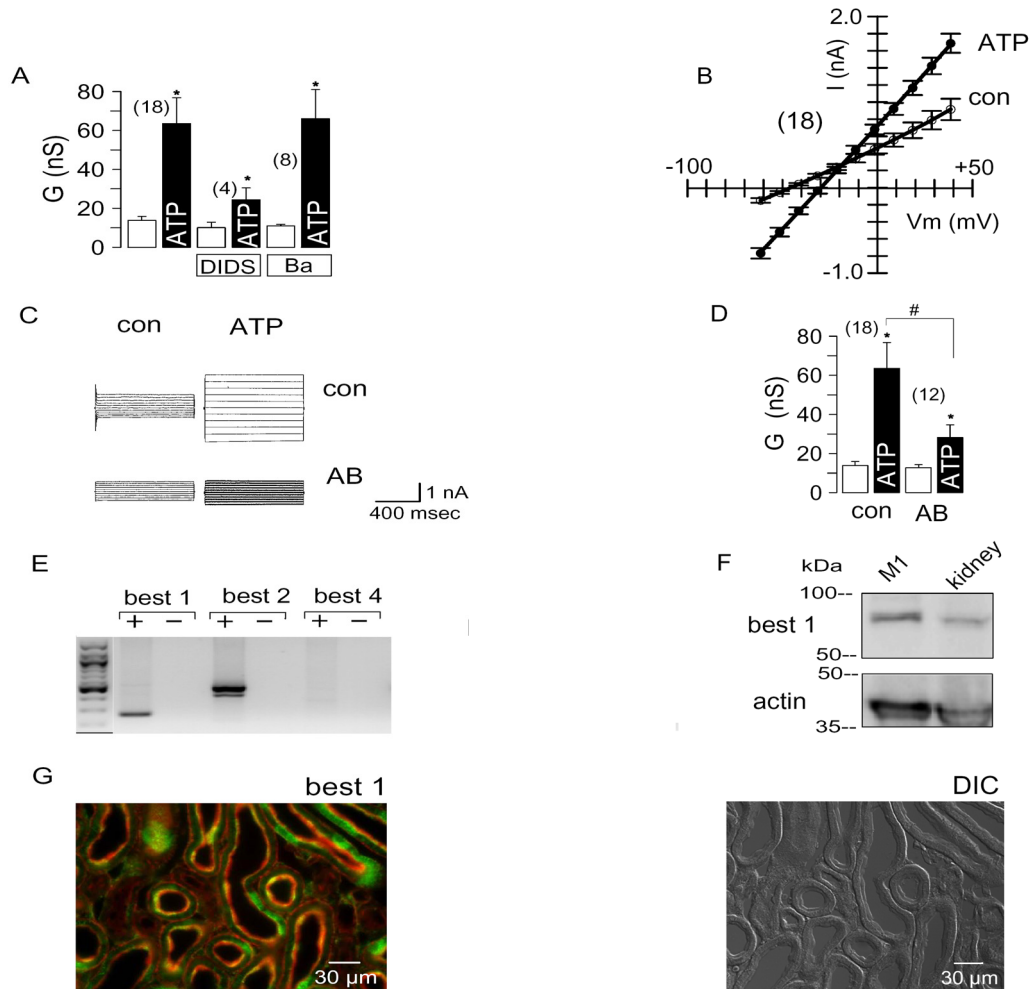 A
G (nS)
80
60
40
20
0
(18)
*
(4)
*
(8)
*
ATP
ATP
ATP
DIDS
Ba
B
2.0
I (nA)
ATP
con
(18)
-100
+50
Vm (mV)
-1.0
C
con
ATP
con
AB
1 nA
400 msec
D
#
G (nS)
80
60
40
20
0
(18)
*
(12)
*
ATP
ATP
con
AB
E
best 1
best 2
best 4
+ − + − + −
F
kDa
M1
kidney
100--
best 1
50--
50--
actin
35--
G
best 1
30 µm
DIC
30 µm